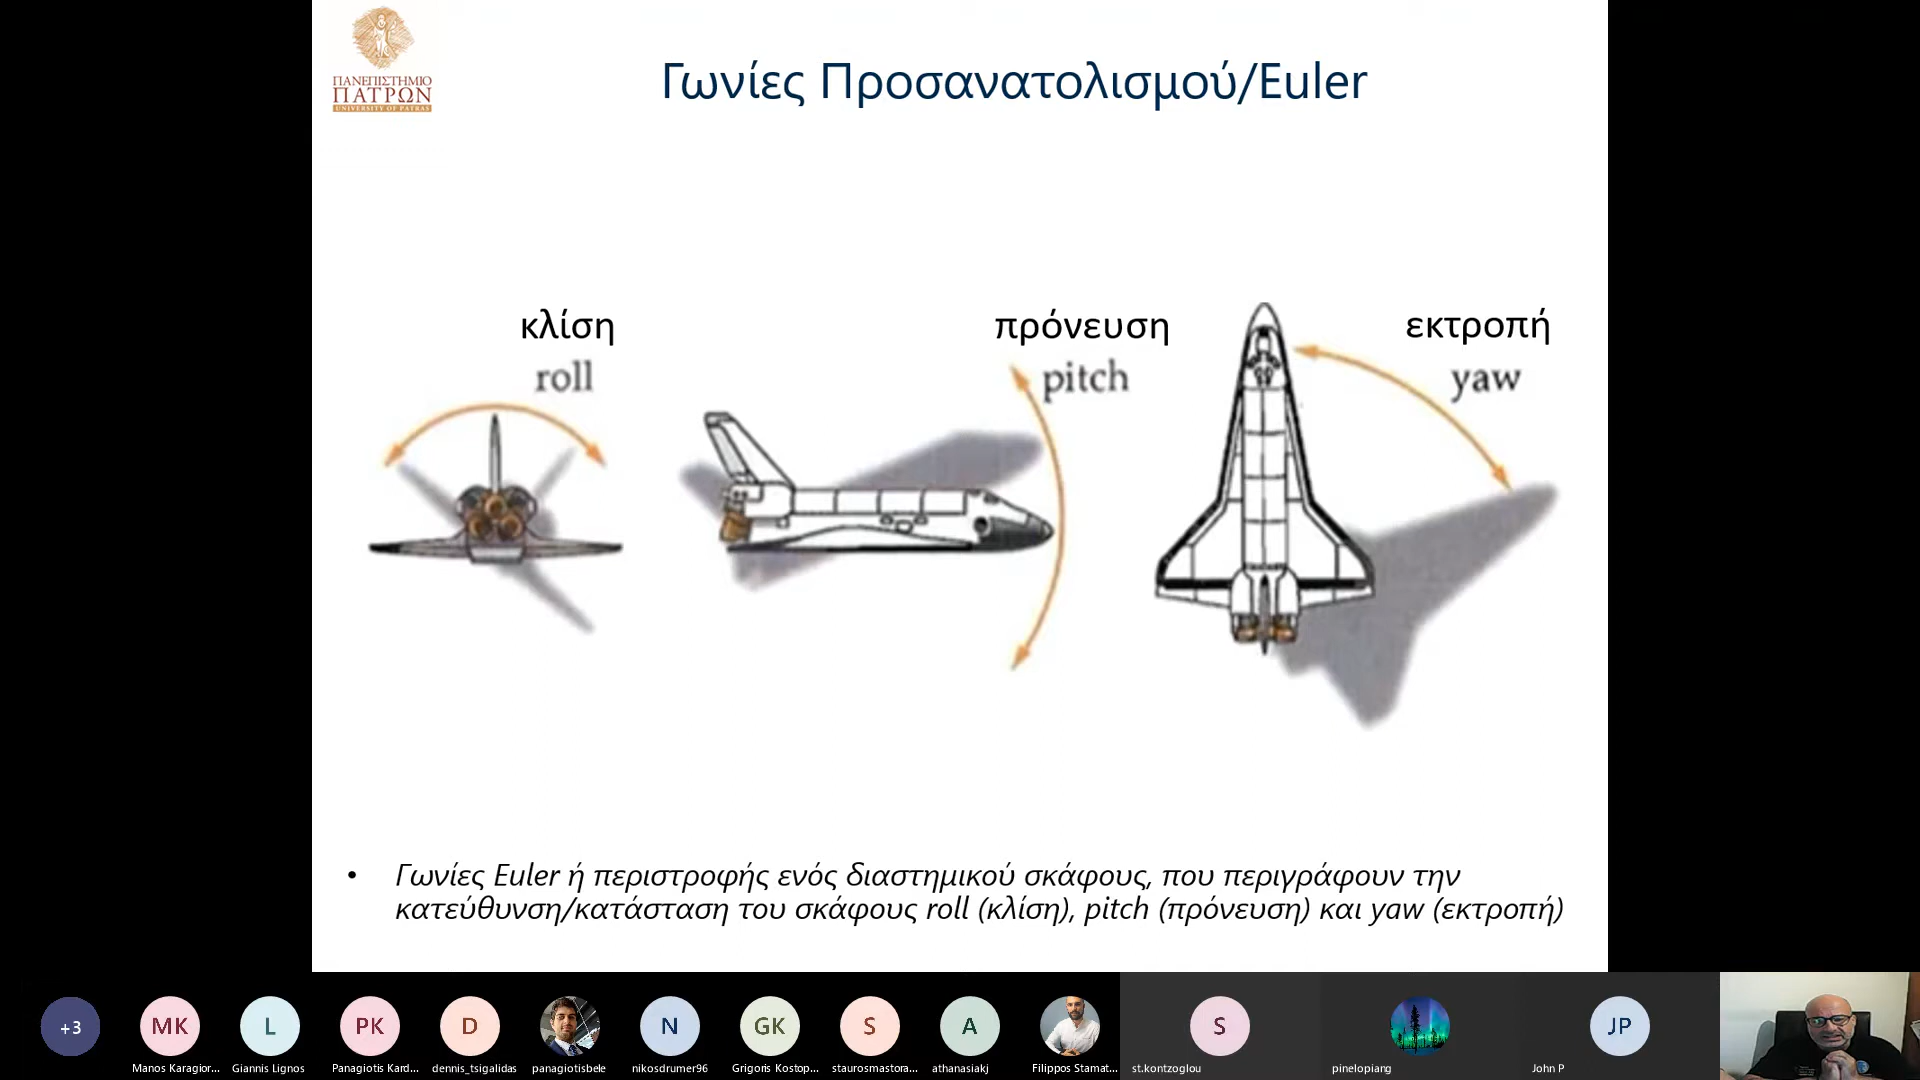 ΠΑΝΕΠΙΣΤΗΜΙΟ
ΠΑΤΡΩΝ
UNIVERSITY OF PATRAS
Γωνίες Προσανατολισμού/Euler
κλίση
roll
πρόνευση
pitch
εκτροπή
yaw
• Γωνίες Euler ή περιστροφής ενός διαστημικού σκάφους, που περιγράφουν την
κατεύθυνση/κατάσταση του σκάφους roll (κλίση), pitch (πρόνευση) και yaw (εκτροπή)
+3
MK
L
PK
D
N
GK
S
A
S
JP
Manos Karagior...
Giannis Lignos
Panagiotis Kard...
dennis_tsigalidas
panagiotisbele
nikosdrumer96
Grigoris Kostop...
staurosmastora...
athanasiakj
Filippos Stamat...
st.kontzoglou
pinelopiang
John P